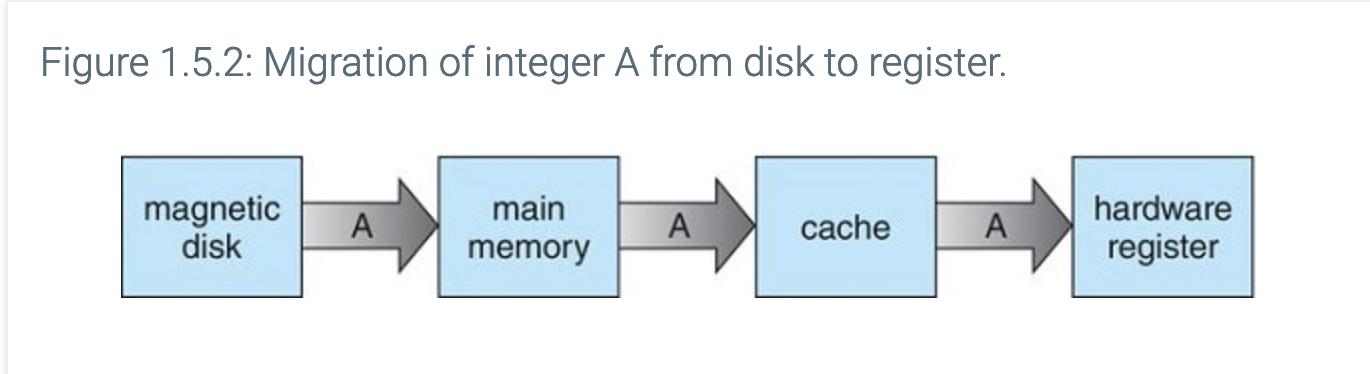 Figure 1.5.2: Migration of integer A from disk to register.
magnetic
disk
A
main
memory
A
cache
A
hardware
register